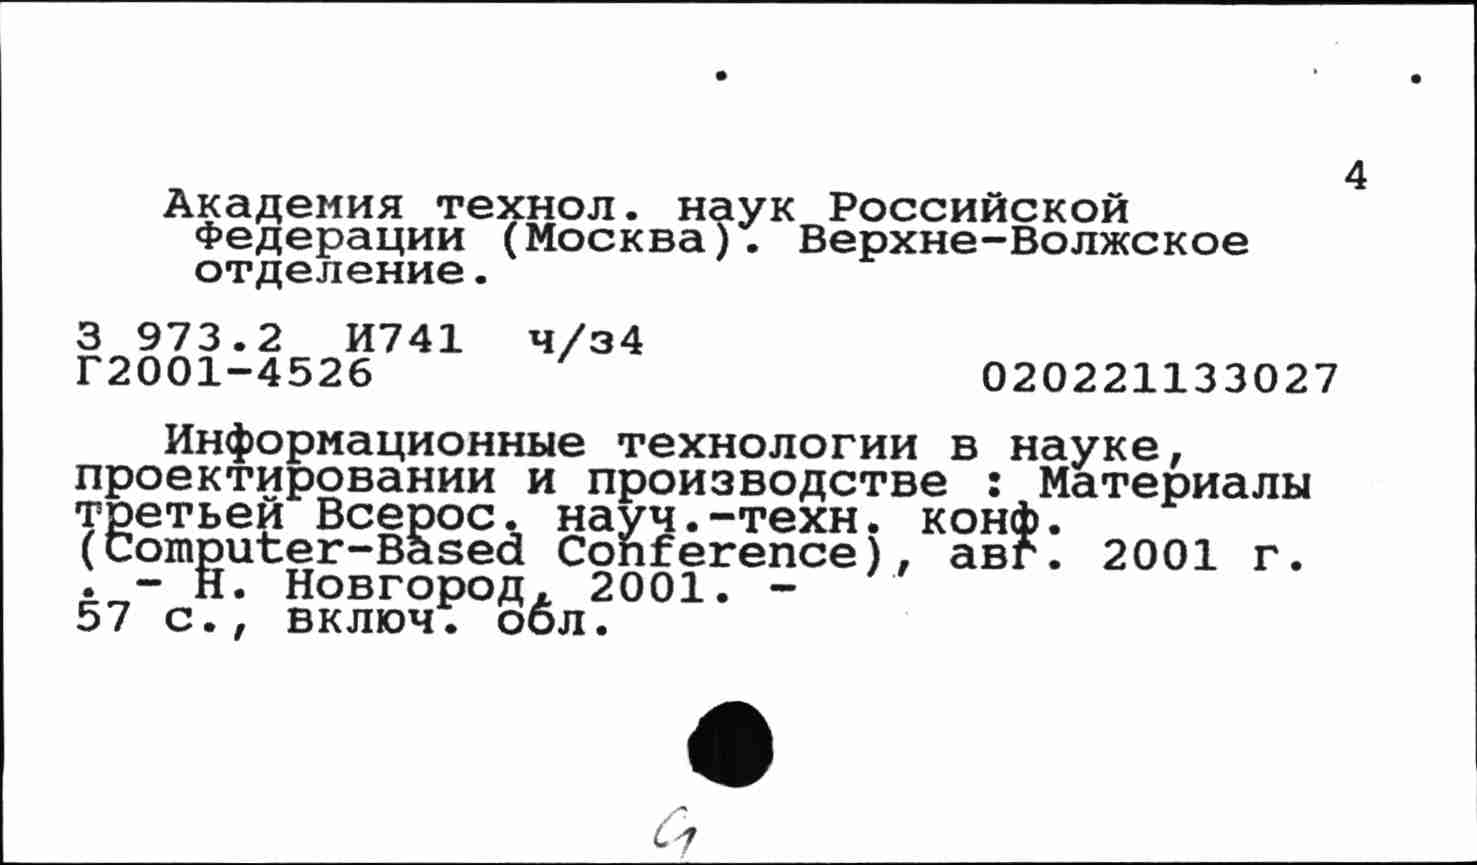 4
Академия технол. наук Российской
Федерации (Москва). Верхне-Волжское
отделение.
З 973.2 И741 ч/з4
Г2001-4526 020221133027
Информационные технологии в науке,
проектировании и производстве : Материалы
третьей Всерос. науч.-техн. конф.
(Computer-Based Conference), авг. 2001 г.
. - Н. Новгород, 2001. -
57 с., включ. обл.